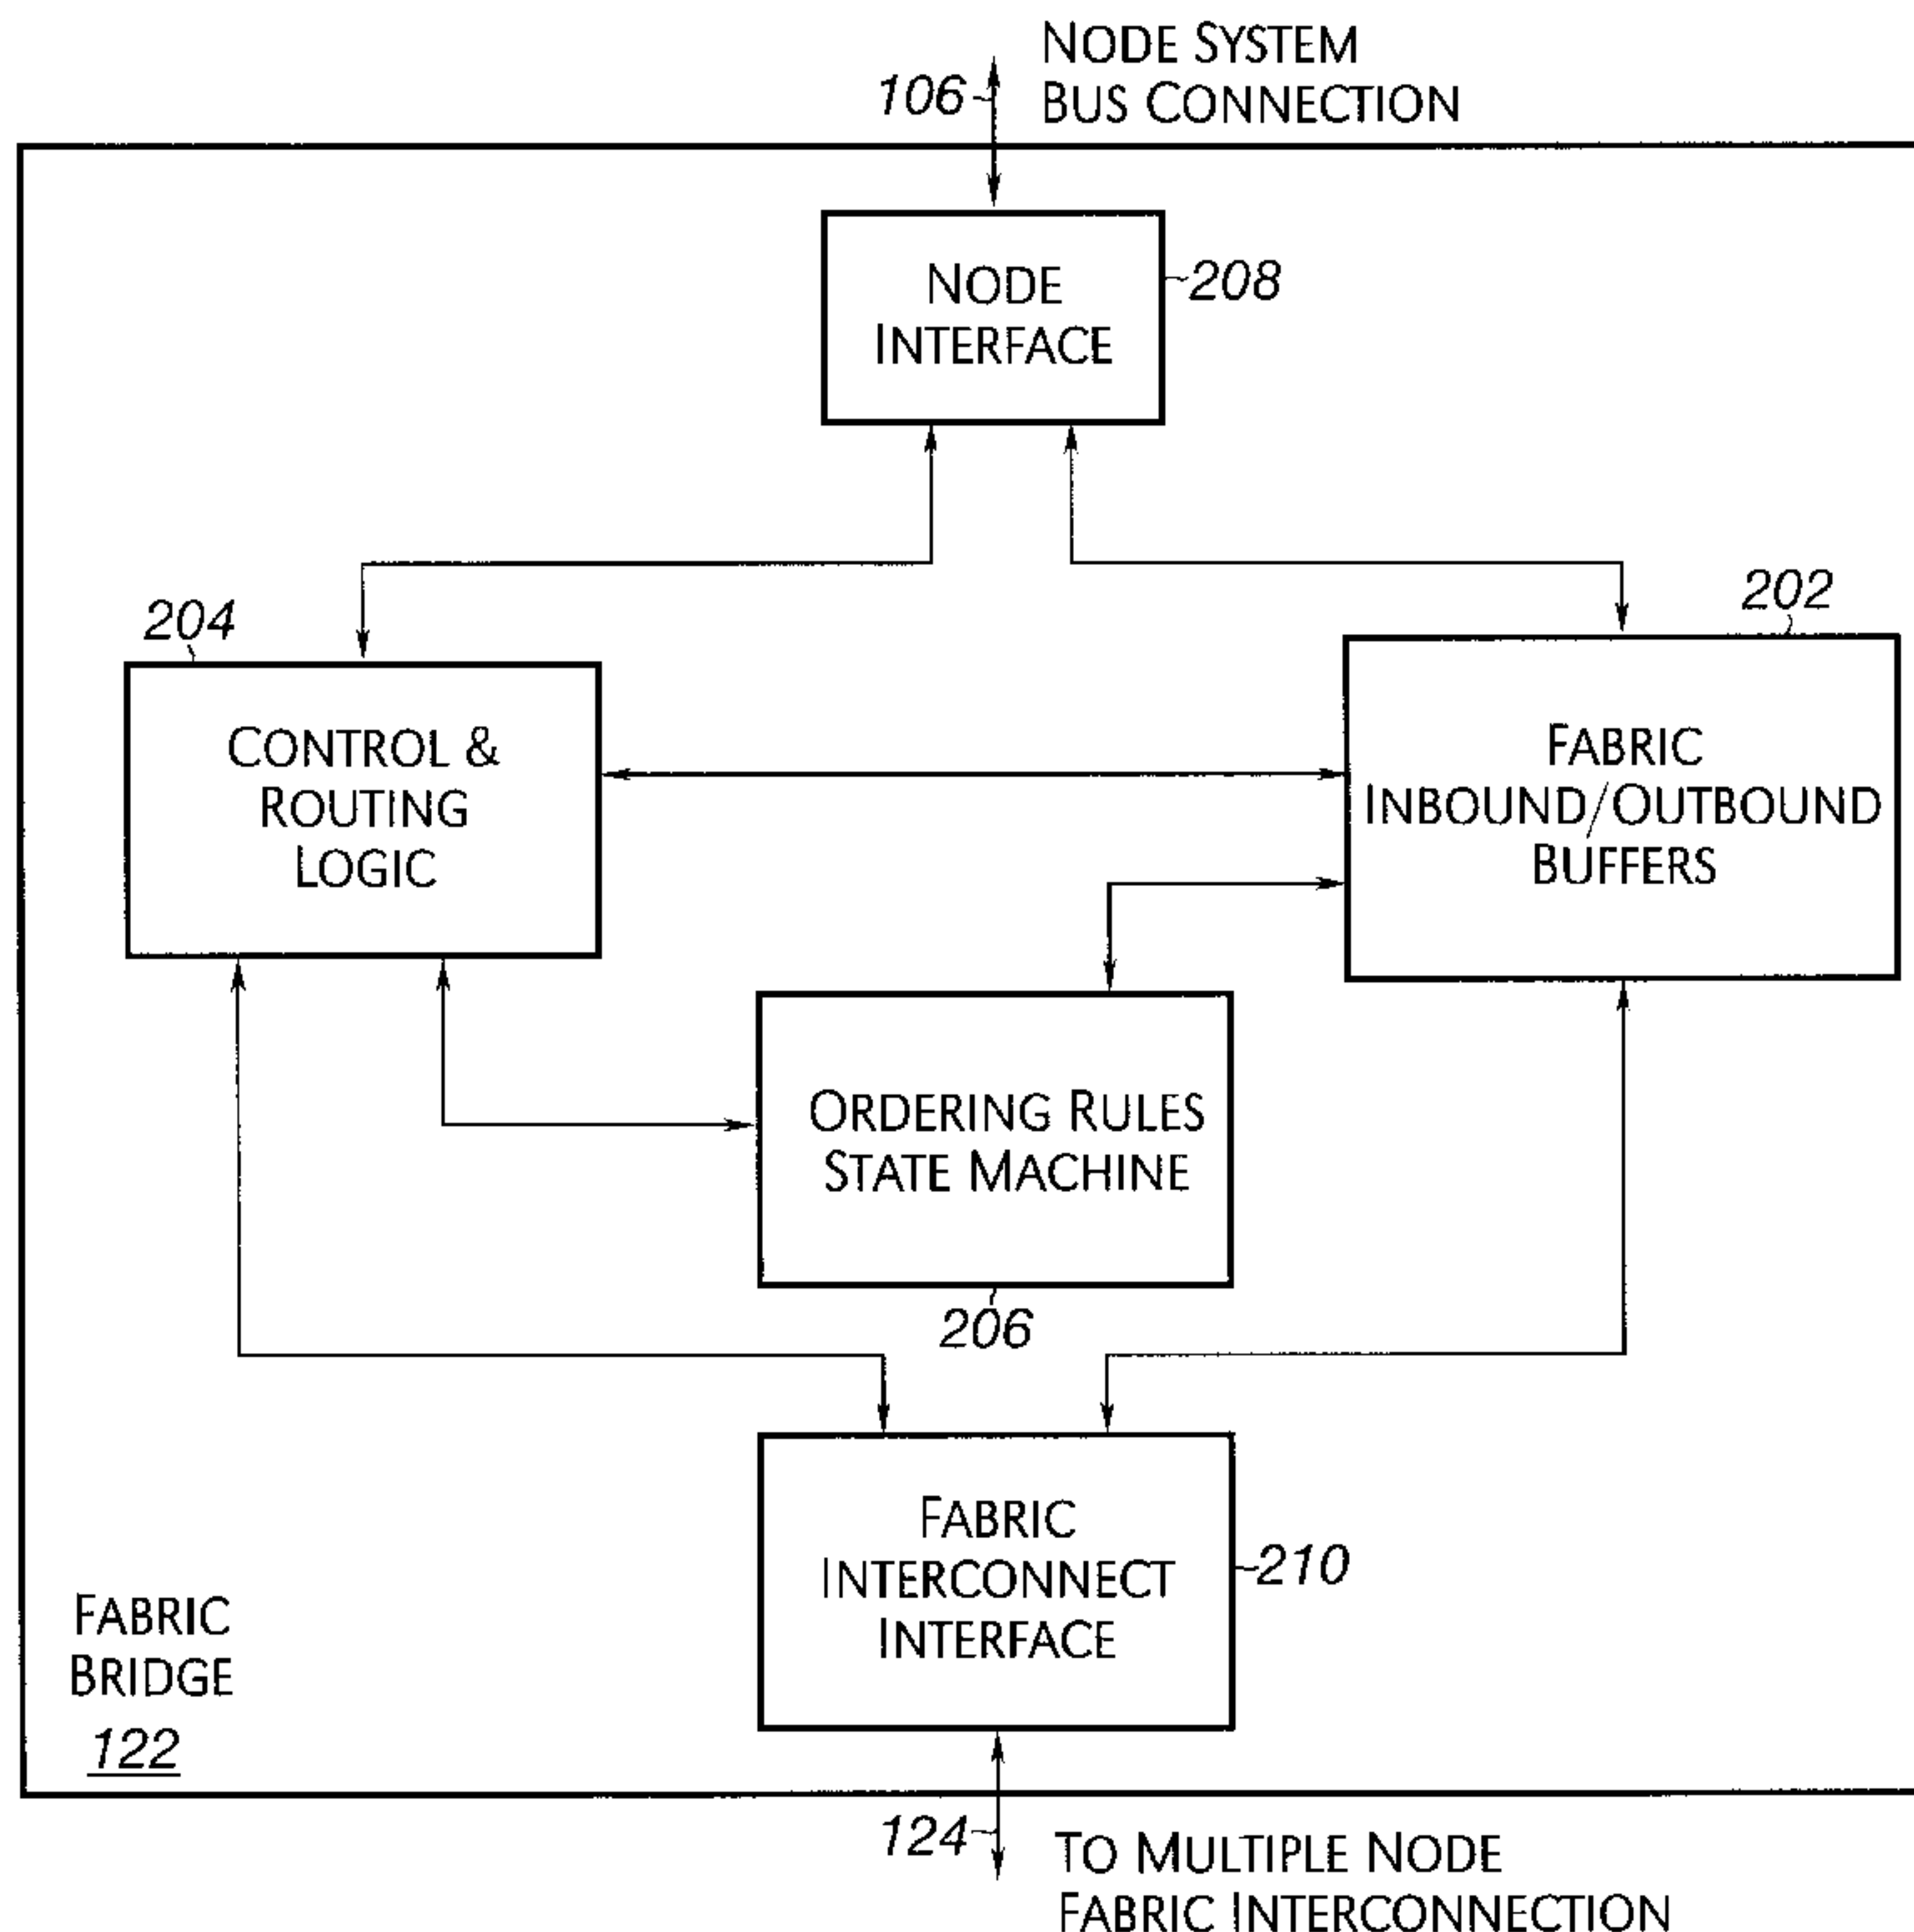 NODE SYSTEM
BUS CONNECTION
106
NODE
INTERFACE
208
204
202
CONTROL &
ROUTING
LOGIC
FABRIC
INBOUND/OUTBOUND
BUFFERS
ORDERING RULES
STATE MACHINE
206
FABRIC
INTERCONNECT
INTERFACE
210
FABRIC
BRIDGE
122
124
TO MULTIPLE NODE
FABRIC INTERCONNECTION